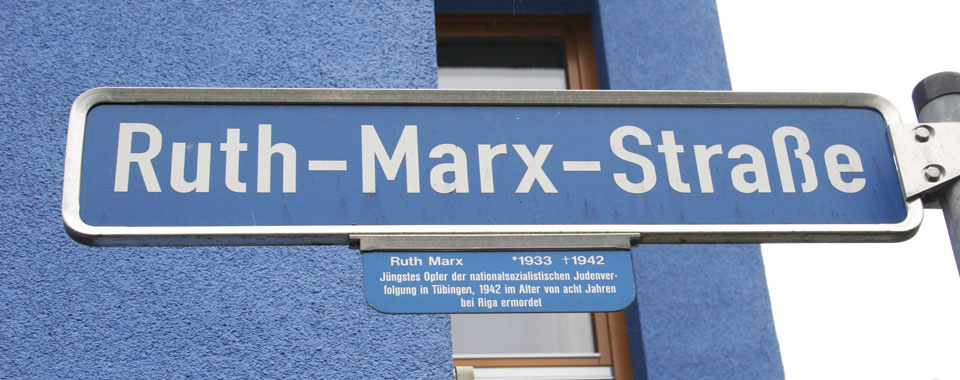 Ruth-Marx-Straße
Ruth Marx *1933 †1942
Jüngstes Opfer der nationalsozialistischen Judenver-
folgung in Tübingen, 1942 im Alter von acht Jahren
bei Riga ermordet